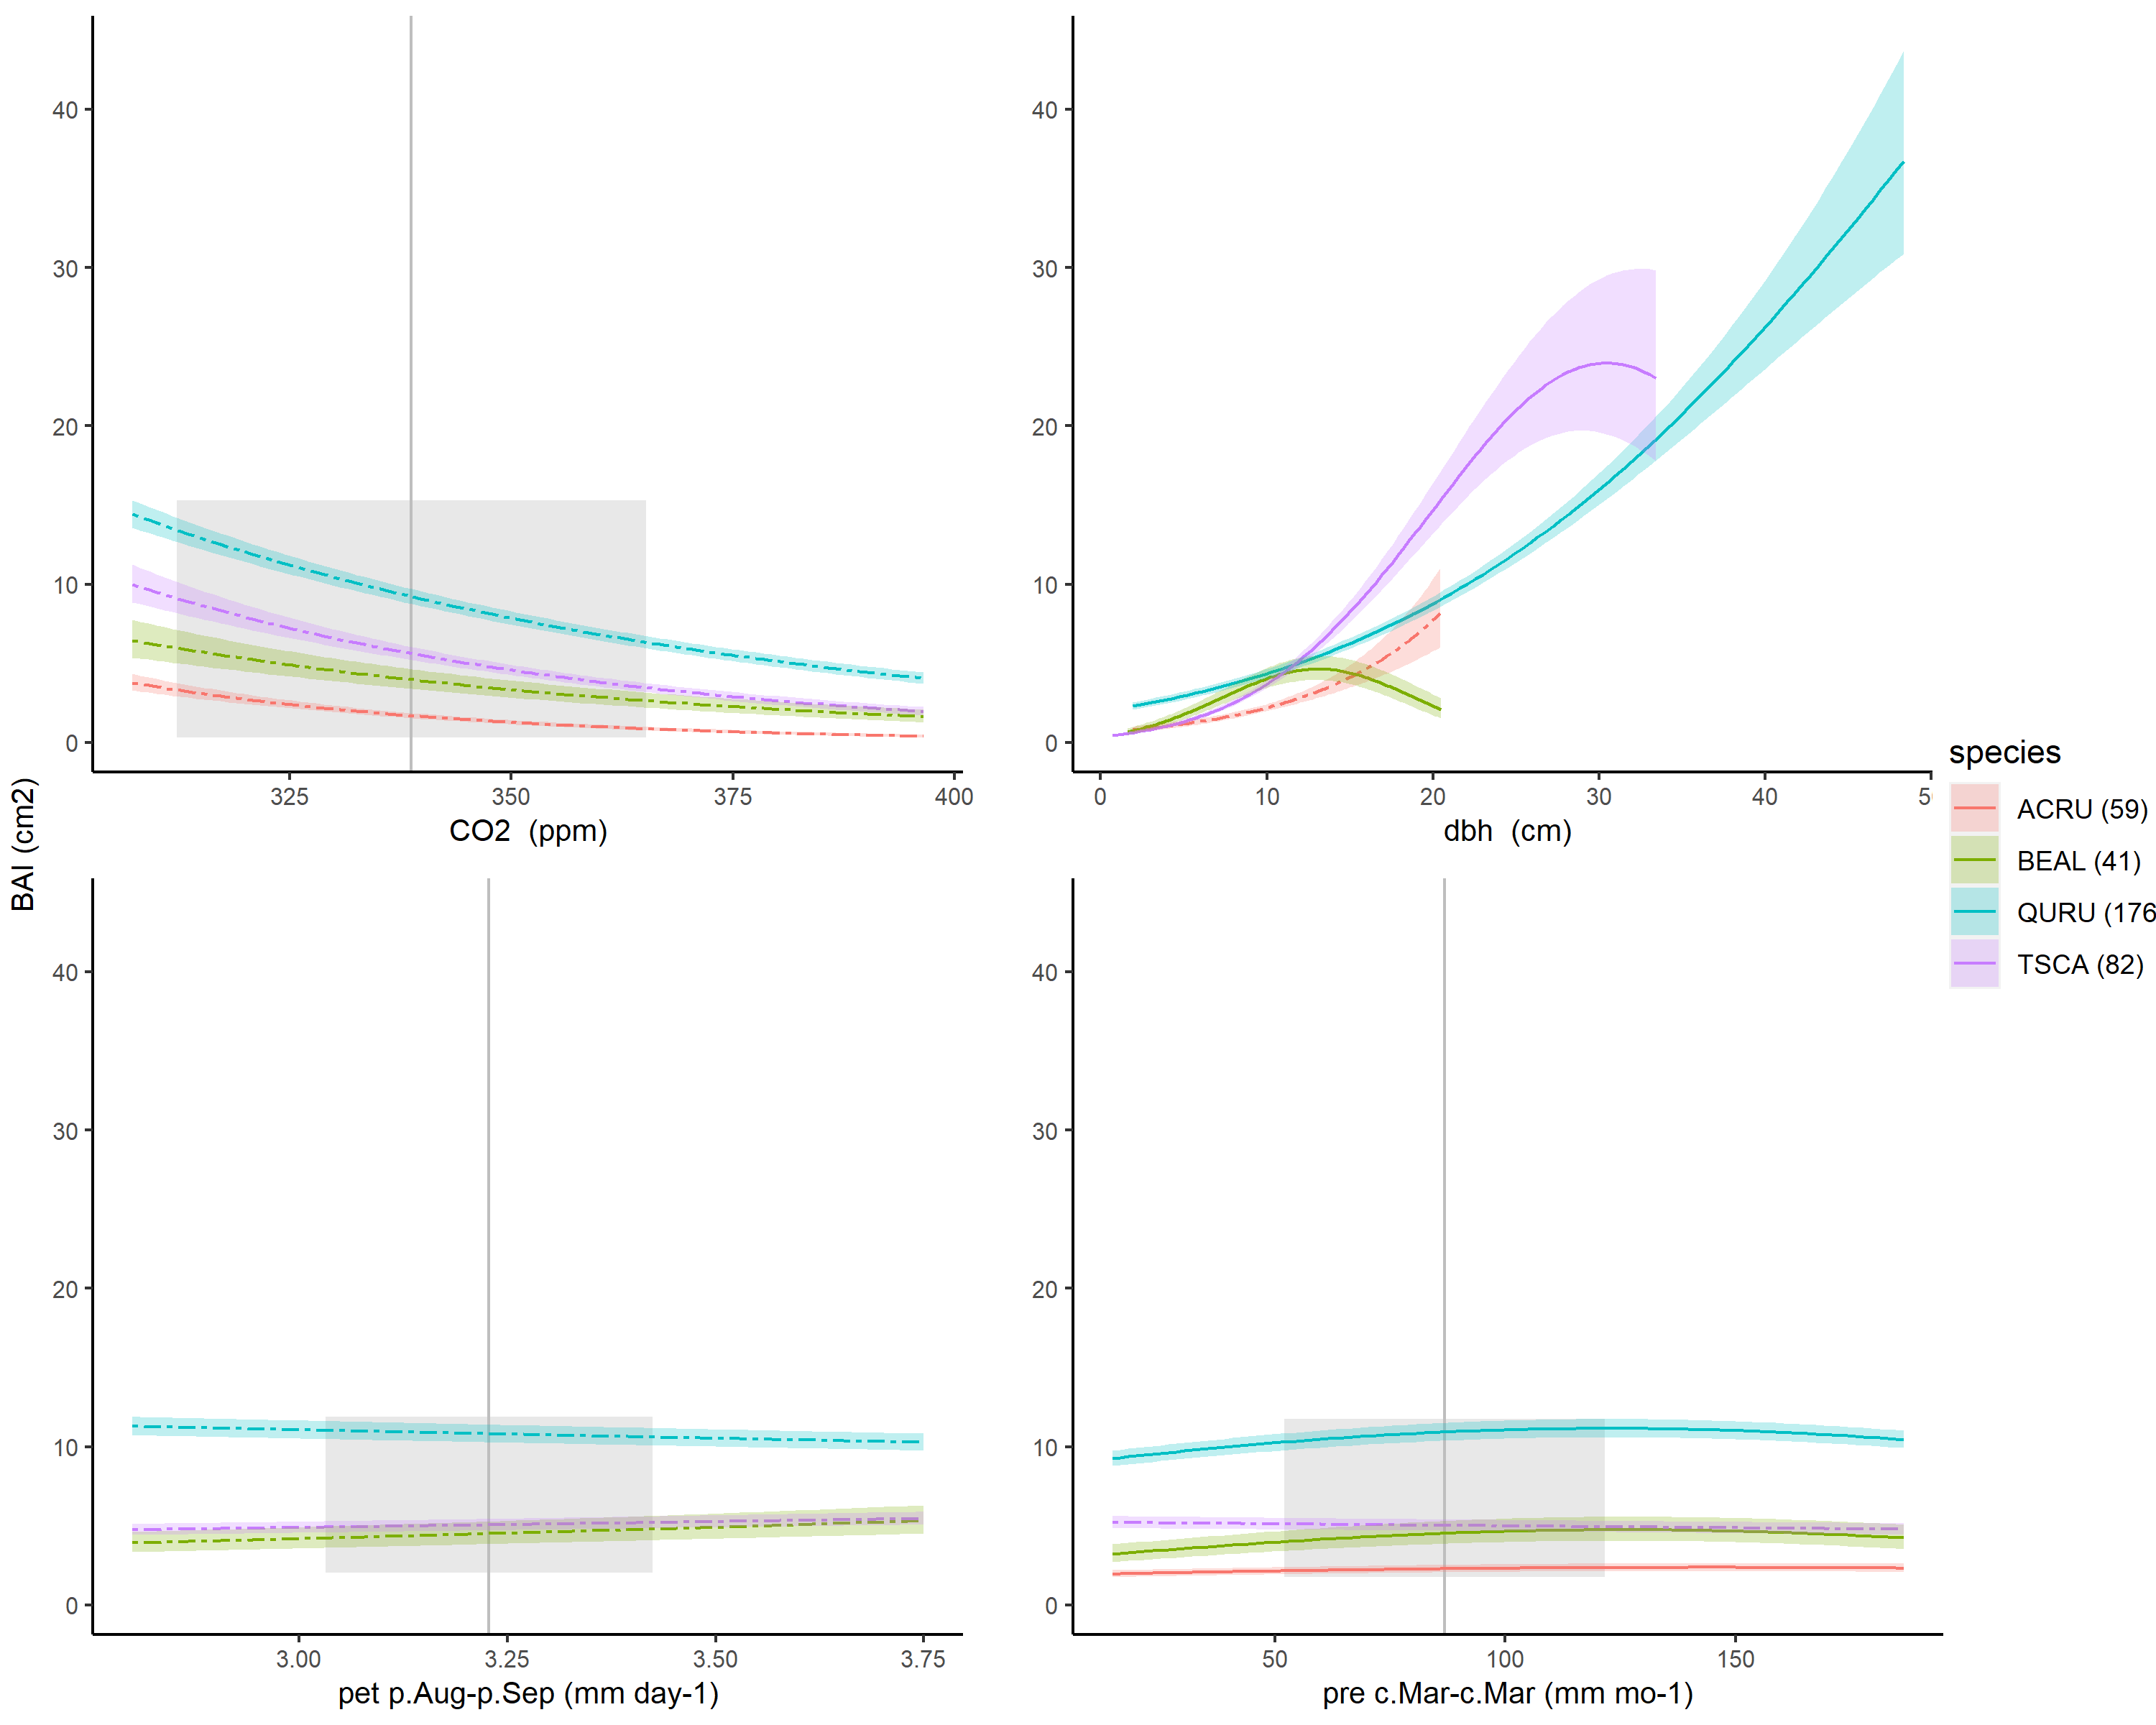 BAI (cm2)
40
30
20
10
0
325 350 375 400
CO2 (ppm)
40
30
20
10
0
0 10 20 30 40 5
dbh (cm)
species
ACRU (59)
BEAL (41)
QURU (176
TSCA (82)
40
30
20
10
0
3.00 3.25 3.50 3.75
pet p.Aug-p.Sep (mm day-1)
40
30
20
10
0
50 100 150
pre c.Mar-c.Mar (mm mo-1)